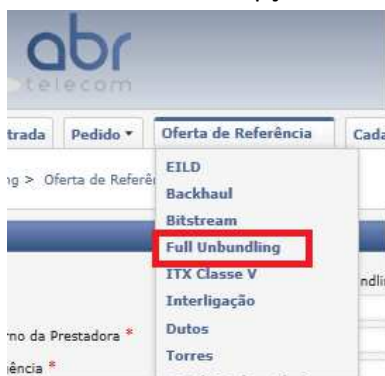 abr
telecom
trada Pedido Oferta de Referência Cada
ng > Oferta de Referê
EILD
Backhaul
Bitstream
Full Unbundling
ITX Classe V ndlin
Interligação
rno da Prestadora * Dutos
ência * Torres